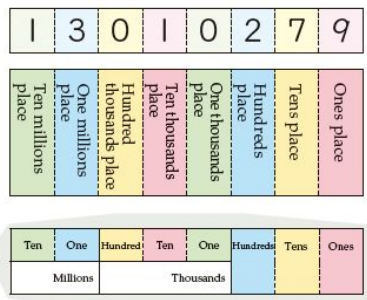 1 3 0 1 0 2 7 9
Ten millions place
One millions place
Hundred thousands place
Ten thousands place
One thousands place
Hundreds place
Tens place
Ones place
Ten One Hundred Ten One Hundreds Tens Ones
Millions Thousands